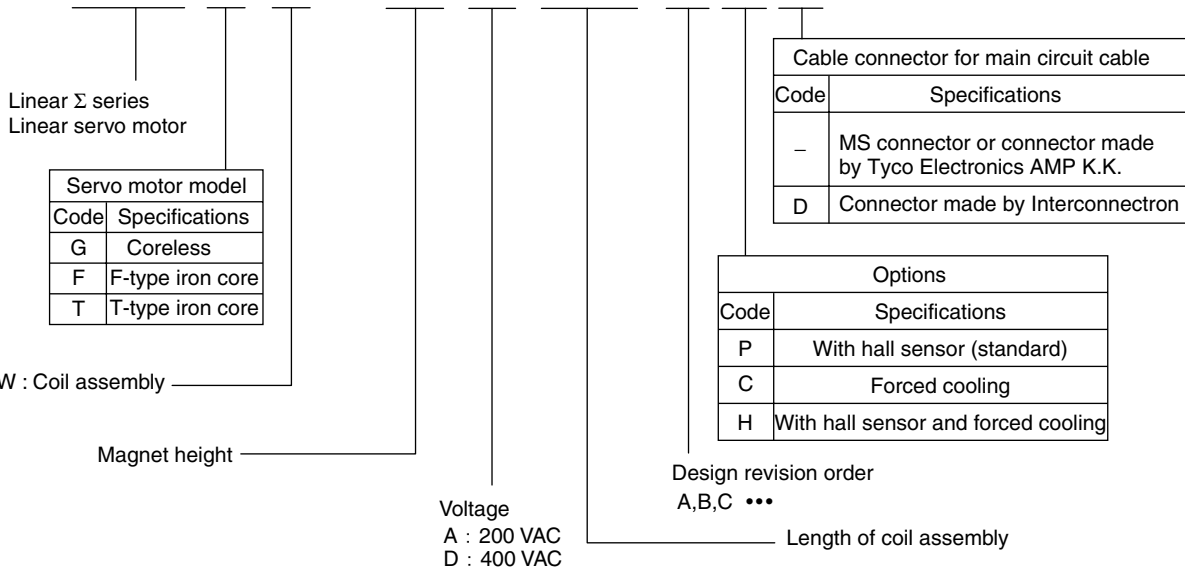 Linear Σ series
Linear servo motor
Servo motor model
Code Specifications
G Coreless
F F-type iron core
T T-type iron core
W : Coil assembly
Magnet height
Voltage
A : 200 VAC
D : 400 VAC
Cable connector for main circuit cable
Code Specifications
– MS connector or connector made
by Tyco Electronics AMP K.K.
D Connector made by Interconnectron
Options
Code Specifications
P With hall sensor (standard)
C Forced cooling
H With hall sensor and forced cooling
Design revision order
A,B,C •••
Length of coil assembly